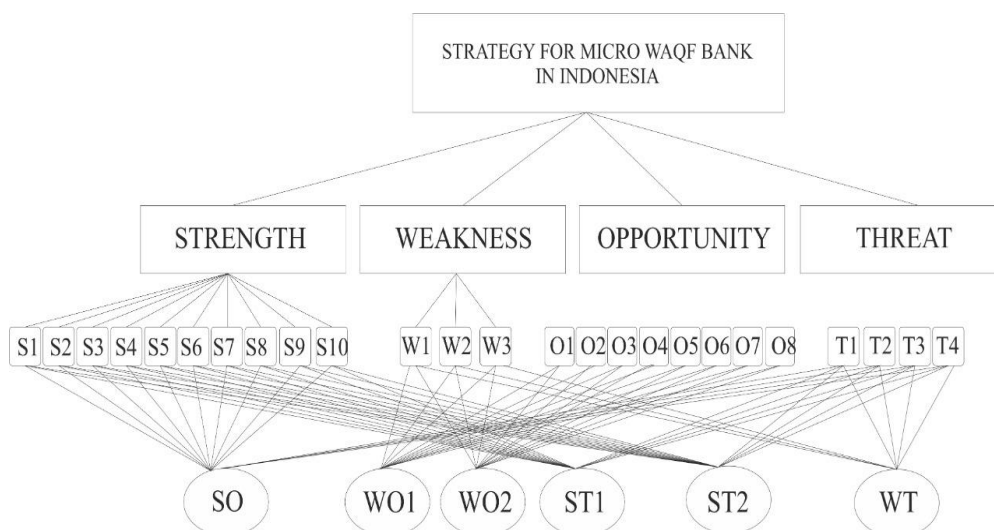 STRATEGY FOR MICRO WAQF BANK
IN INDONESIA
STRENGTH WEAKNESS OPPORTUNITY THREAT
S1 S2 S3 S4 S5 S6 S7 S8 S9 S10 W1 W2 W3 O1 O2 O3 O4 O5 O6 O7 O8 T1 T2 T3 T4
SO WO1 WO2 ST1 ST2 WT